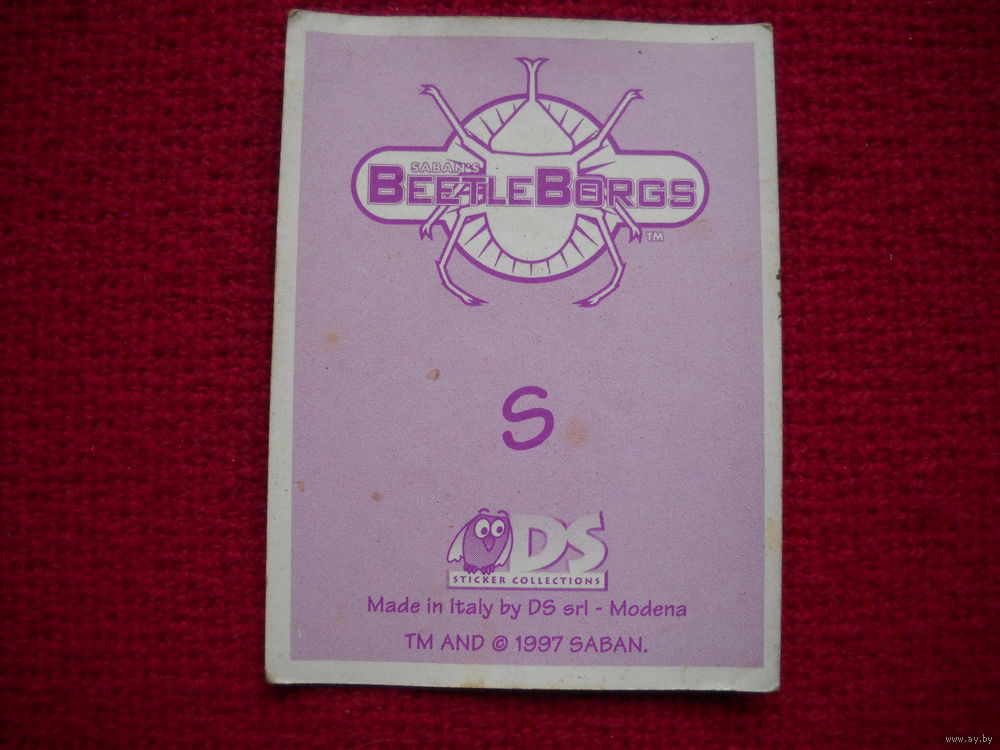 SABAN'S
BEETLEBORGS
TM
S
DS
STICKER COLLECTIONS
Made in Italy by DS srl - Modena
TM AND © 1997 SABAN.
www.ay.by